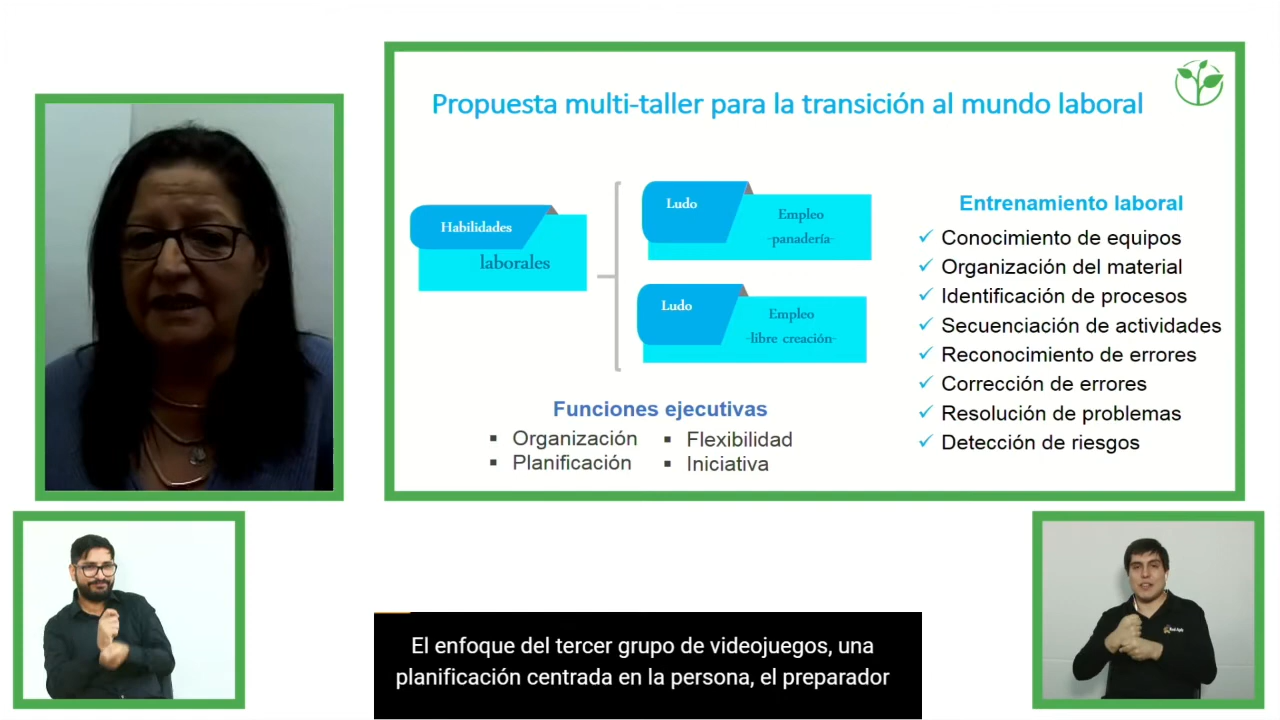 Propuesta multi-taller para la transición al mundo laboral
Habilidades
laborales
Ludo
Empleo
-panadería-
Ludo
Empleo
-libre creación-
Funciones ejecutivas
▪ Organización
▪ Planificación
▪ Flexibilidad
▪ Iniciativa
Entrenamiento laboral
✓ Conocimiento de equipos
✓ Organización del material
✓ Identificación de procesos
✓ Secuenciación de actividades
✓ Reconocimiento de errores
✓ Corrección de errores
✓ Resolución de problemas
✓ Detección de riesgos
El enfoque del tercer grupo de videojuegos, una
planificación centrada en la persona, el preparador